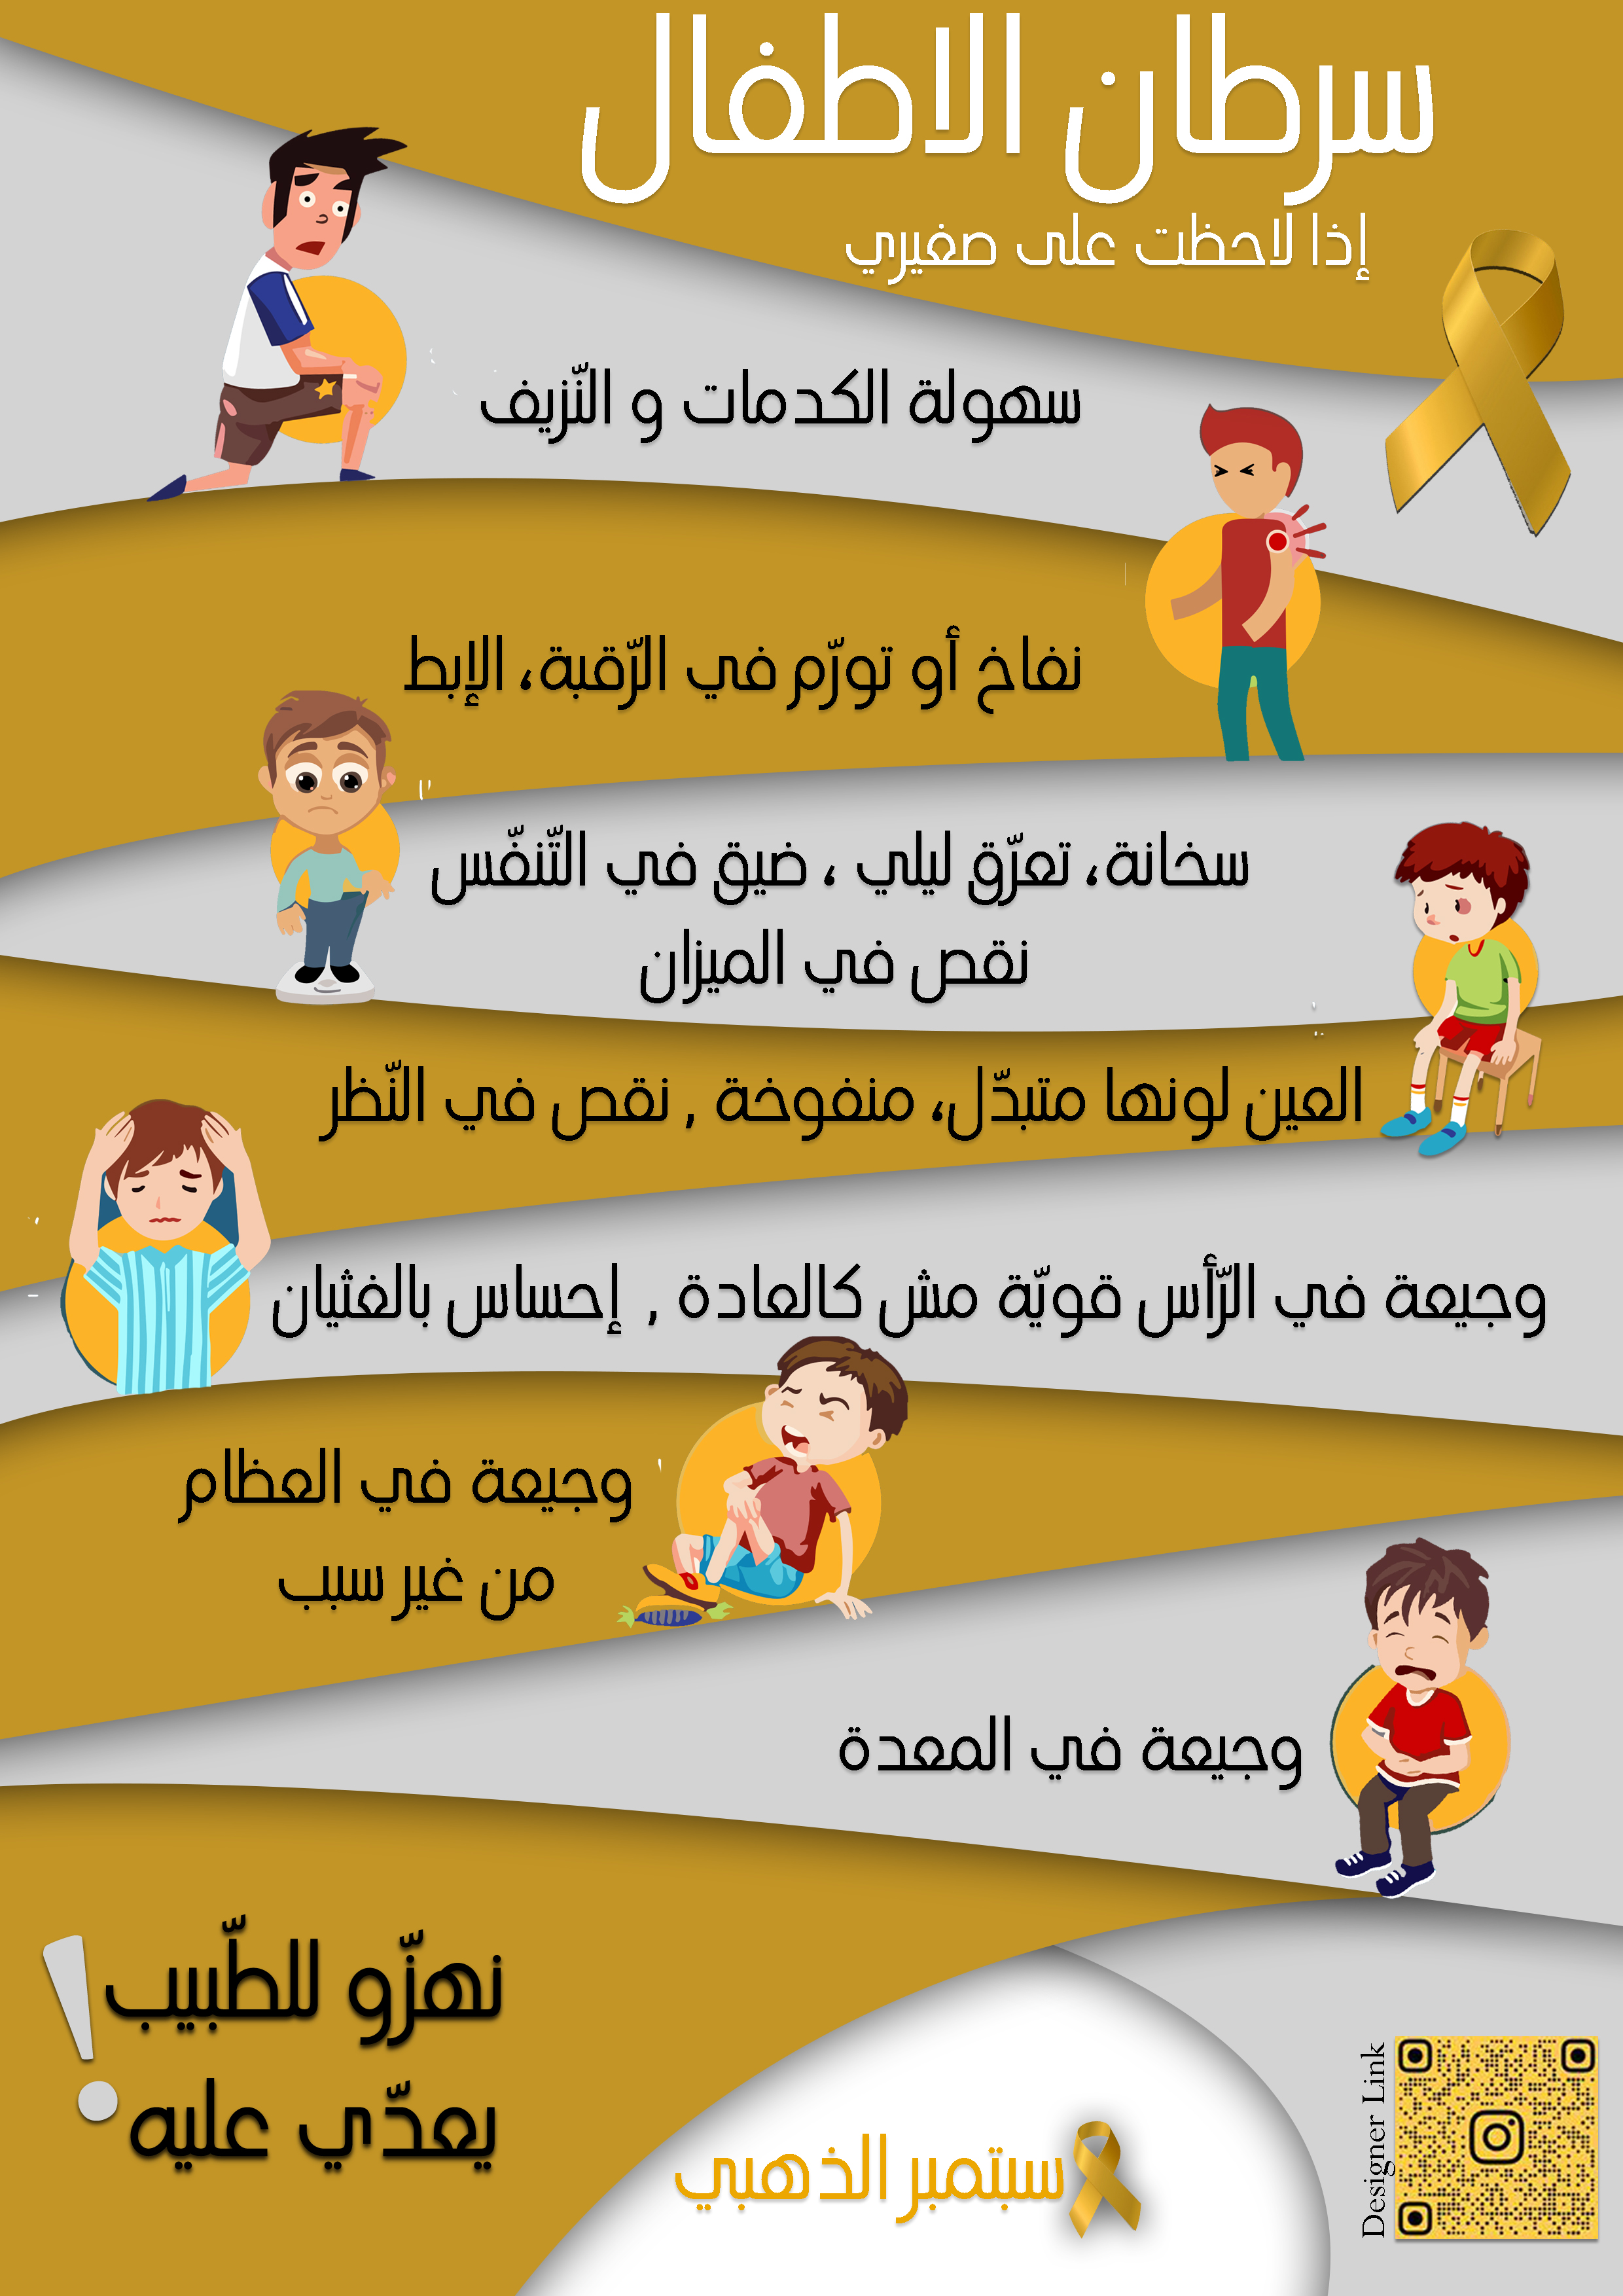 سرطان الاطفال
إذا لاحظت على صغيري
سهولة الكدمات و النّزيف
نفاخ أو تورّم في الرّقبة، الإبط
سخانة، تعرّق ليلي ، ضيق في التّنفّس
نقص في الميزان
العين لونها متبدّل، منفوخة , نقص في النّظر
وجيعة في الرّأس قويّة مش كالعادة , إحساس بالغثيان
وجيعة في العظام
من غير سبب
وجيعة في المعدة
نهزّو للطّبيب
يعدّي عليه !
سبتمبر الذهبي
Designer Link